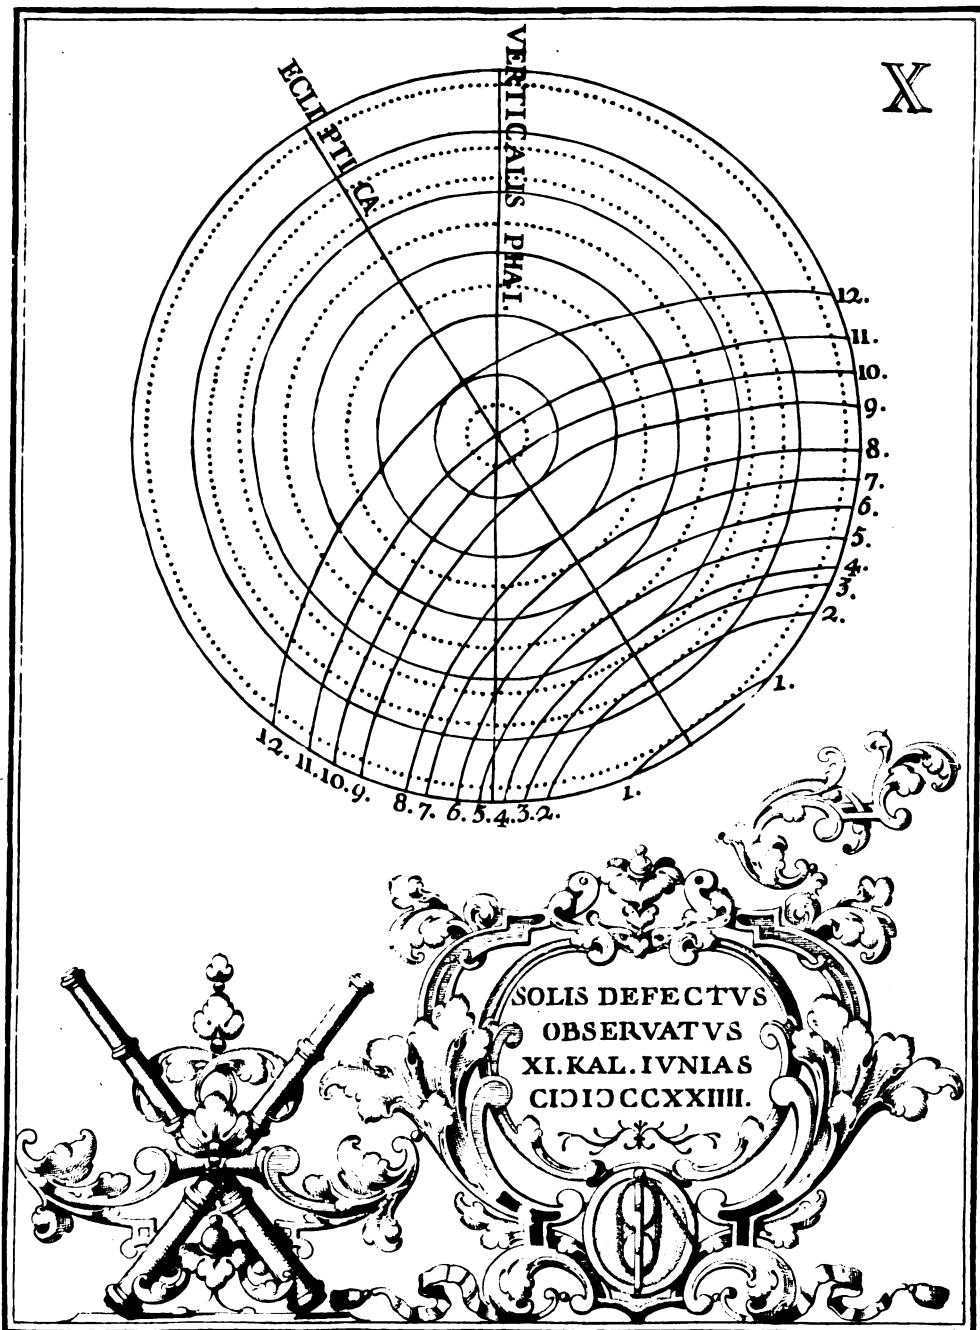 X
ECLIPTICA
VERTICALIS PHAI.
12.
11.
10.
9.
8.
7.
6.
5.
4.
3.
2.
1.
12. 11. 10. 9. 8. 7. 6. 5. 4. 3. 2. 1.
SOLIS DEFECTVS
OBSERVATVS
XI. KAL. IVNIAS
CIↃIↃCCXXIIII.